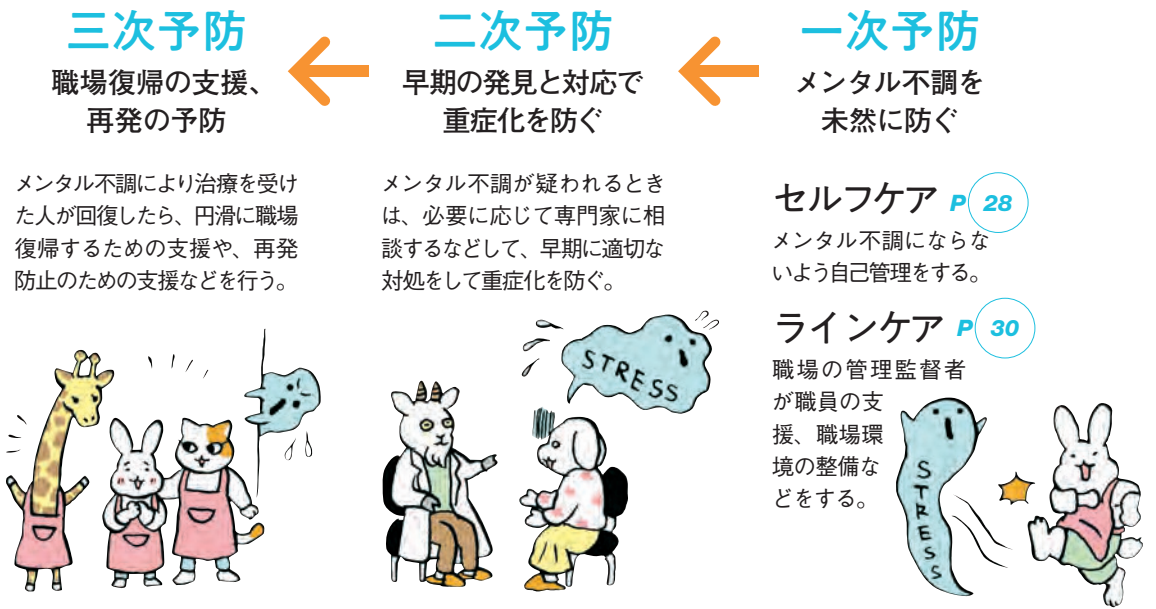 一次予防
メンタル不調を
未然に防ぐ
セルフケア P 28
メンタル不調にならな
いよう自己管理をする。
ラインケア P 30
職場の管理監督者
が職員の支
援、職場環
境の整備な
どをする。
STRESS
二次予防
早期の発見と対応で
重症化を防ぐ
メンタル不調が疑われるとき
は、必要に応じて専門家に相
談するなどして、早期に適切な
対処をして重症化を防ぐ。
STRESS
三次予防
職場復帰の支援、
再発の予防
メンタル不調により治療を受け
た人が回復したら、円滑に職場
復帰するための支援や、再発
防止のための支援などを行う。